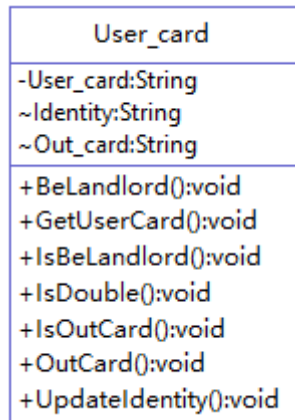 User_card
-User_card:String
~Identity:String
~Out_card:String
+BeLandlord():void
+GetUserCard():void
+IsBeLandlord():void
+IsDouble():void
+IsOutCard():void
+OutCard():void
+UpdateIdentity():void